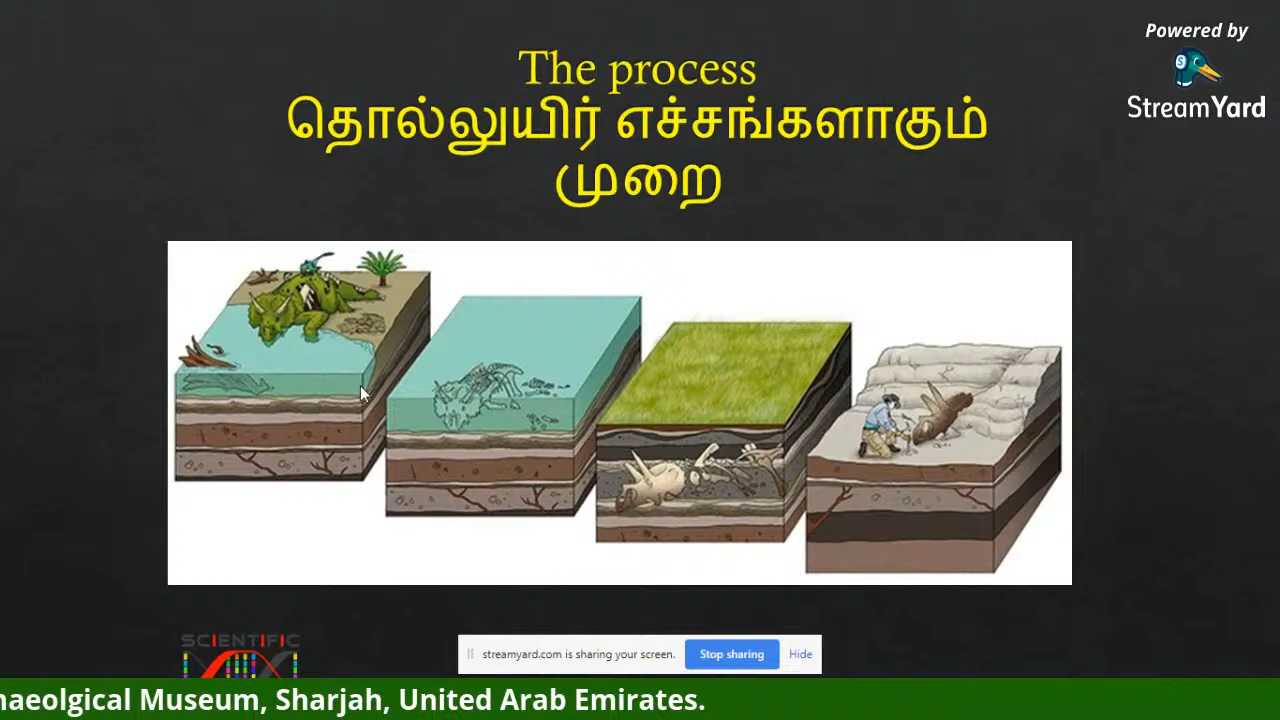 Powered by
StreamYard
The process
தொல்லுயிர் எச்சங்களாகும்
முறை
SCIENTIFIC
streamyard.com is sharing your screen. Stop sharing Hide
haeolgical Museum, Sharjah, United Arab Emirates.